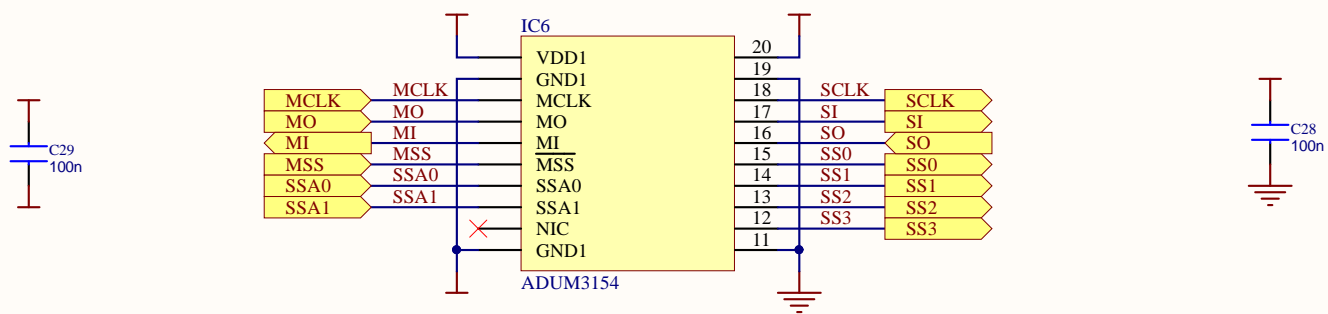 IC6
VDD1 20
GND1 19
MCLK MCLK MCLK 18 SCLK SCLK
MO MO MO 17 SI SI
MI MI MI 16 SO SO
MSS MSS MSS 15 SS0 SS0
SSA0 SSA0 SSA0 14 SS1 SS1
SSA1 SSA1 SSA1 13 SS2 SS2
NIC 12 SS3 SS3
GND1 11
ADUM3154
C29
100n
C28
100n